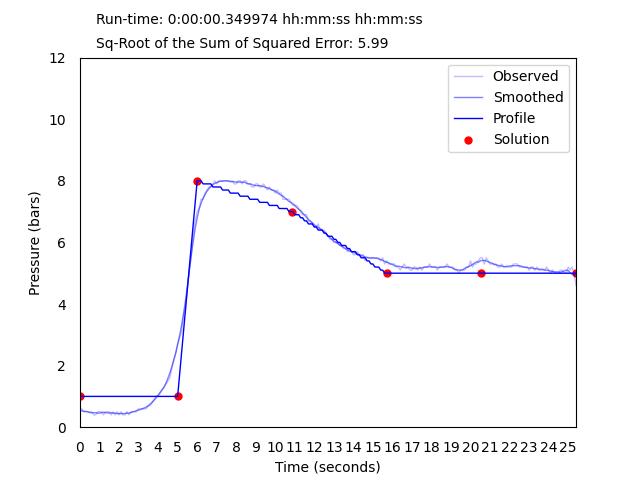 Run-time: 0:00:00.349974 hh:mm:ss hh:mm:ss
Sq-Root of the Sum of Squared Error: 5.99
Observed
Smoothed
Profile
Solution
Pressure (bars)
12
10
8
6
4
2
0
0 1 2 3 4 5 6 7 8 9 10 11 12 13 14 15 16 17 18 19 20 21 22 23 24 25
Time (seconds)